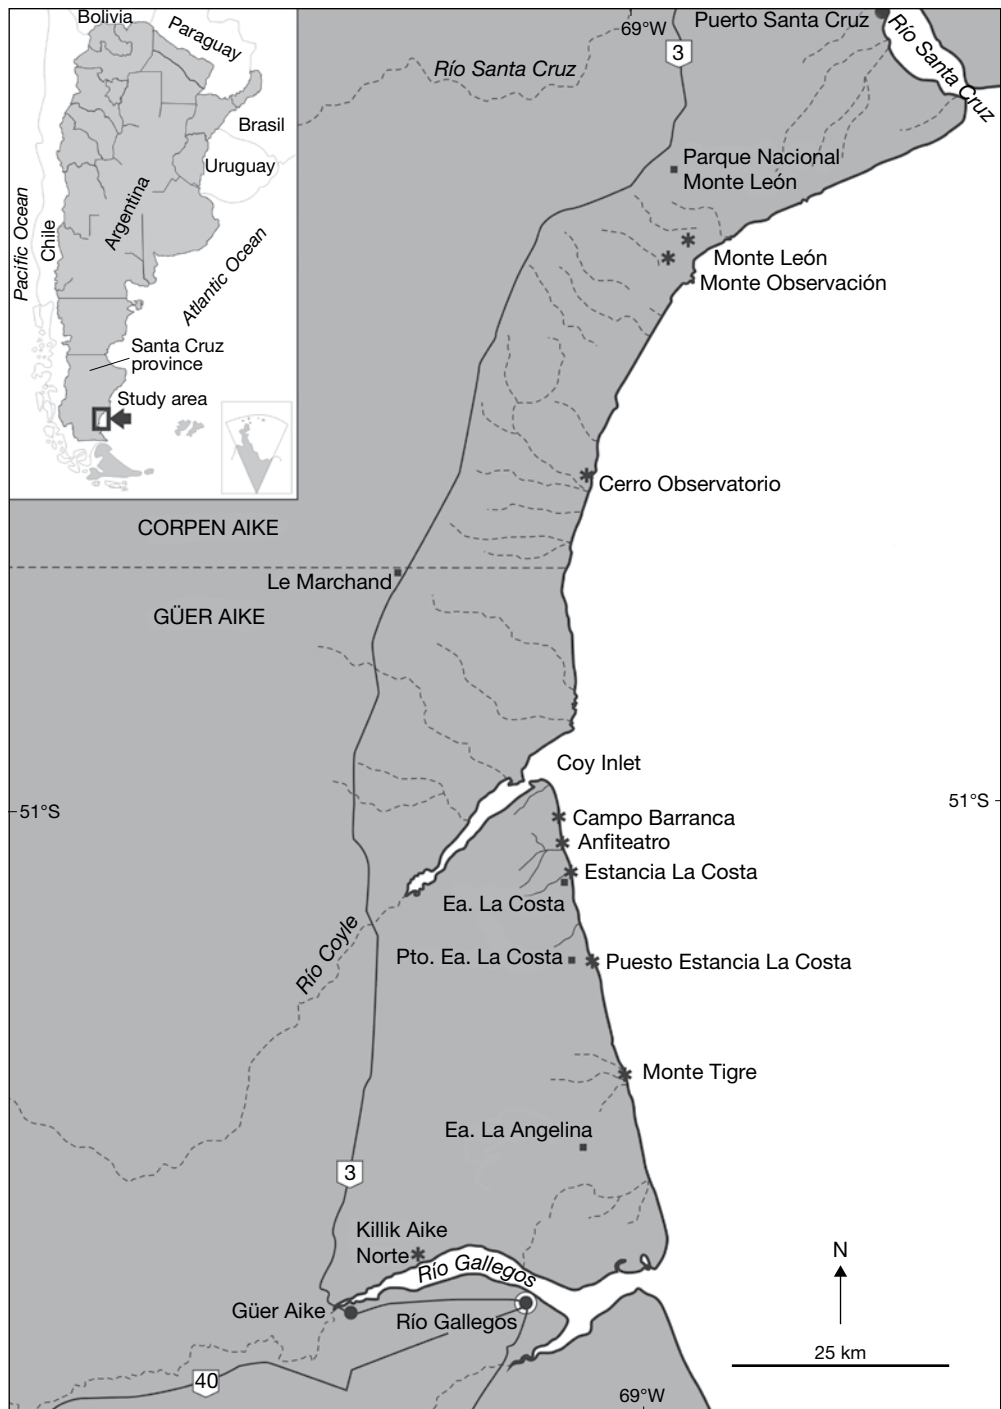 Bolivia
Paraguay
Brasil
Uruguay
Argentina
Chile
Pacific Ocean
Atlantic Ocean
Santa Cruz
province
Study area
69°W
3
Puerto Santa Cruz
Río Santa Cruz
Río Santa Cruz
Parque Nacional
Monte León
Monte León
Monte Observación
Cerro Observatorio
CORPEN AIKE
Le Marchand
GÜER AIKE
Coy Inlet
51°S
51°S
Campo Barranca
Anfiteatro
Estancia La Costa
Ea. La Costa
Río Coyle
Pto. Ea. La Costa
Puesto Estancia La Costa
Monte Tigre
Ea. La Angelina
3
Killik Aike
Norte
Río Gallegos
N
Güer Aike
Río Gallegos
25 km
40
69°W